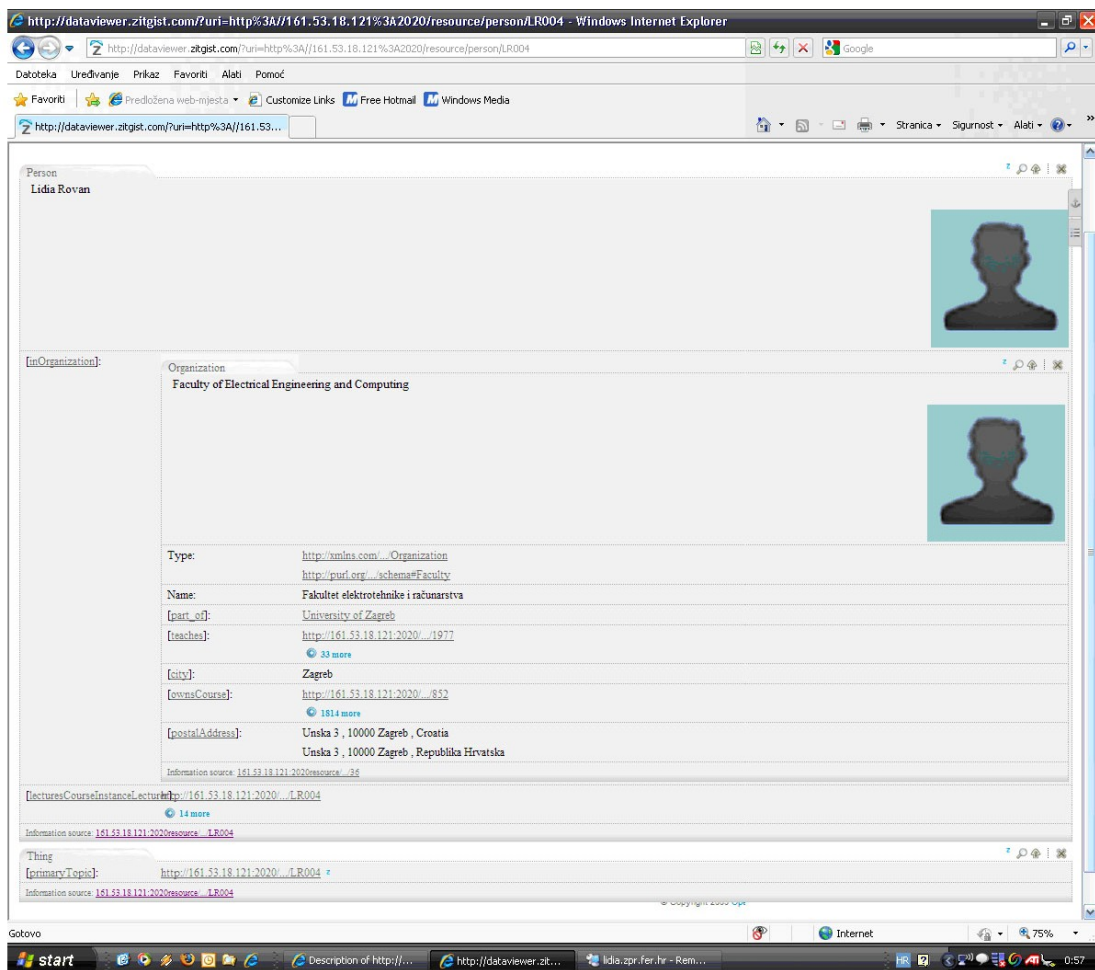 http://dataviewer.zitgist.com/?uri=http%3A//161.53.18.121%3A2020/resource/person/LR004 - Windows Internet Explorer
http://dataviewer.zitgist.com/?uri=http%3A//161.53.18.121%3A2020/resource/person/LR004
Google
Datoteka Uređivanje Prikaz Favoriti Alati Pomoć
Favoriti Predložena web-mjesta Customize Links Free Hotmail Windows Media
http://dataviewer.zitgist.com/?uri=http%3A//161.53...
Stranica Sigurnost Alati
Person
Lidia Rovan
[inOrganization]:
Organization
Faculty of Electrical Engineering and Computing
Type: http://xmlns.com/.../Organization
http://purl.org/.../schema#Faculty
Name: Fakultet elektrotehnike i računarstva
[part_of]: University of Zagreb
[teaches]: http://161.53.18.121:2020/.../1977
33 more
[city]: Zagreb
[ownsCourse]: http://161.53.18.121:2020/.../852
1814 more
[postalAddress]: Unska 3 , 10000 Zagreb , Croatia
Unska 3 , 10000 Zagreb , Republika Hrvatska
Information source: 161.53.18.121:2020resource/.../36
http://161.53.18.121:2020/.../LR004
14 more
Information source: 161.53.18.121:2020resource/.../LR004
Thing
[primaryTopic]: http://161.53.18.121:2020/.../LR004 z
Information source: 161.53.18.121:2020resource/.../LR004
Gotovo Internet 75%
start Description of http://... http://dataviewer.zit... lidia.zpr.fer.hr - Rem... HR 0:57